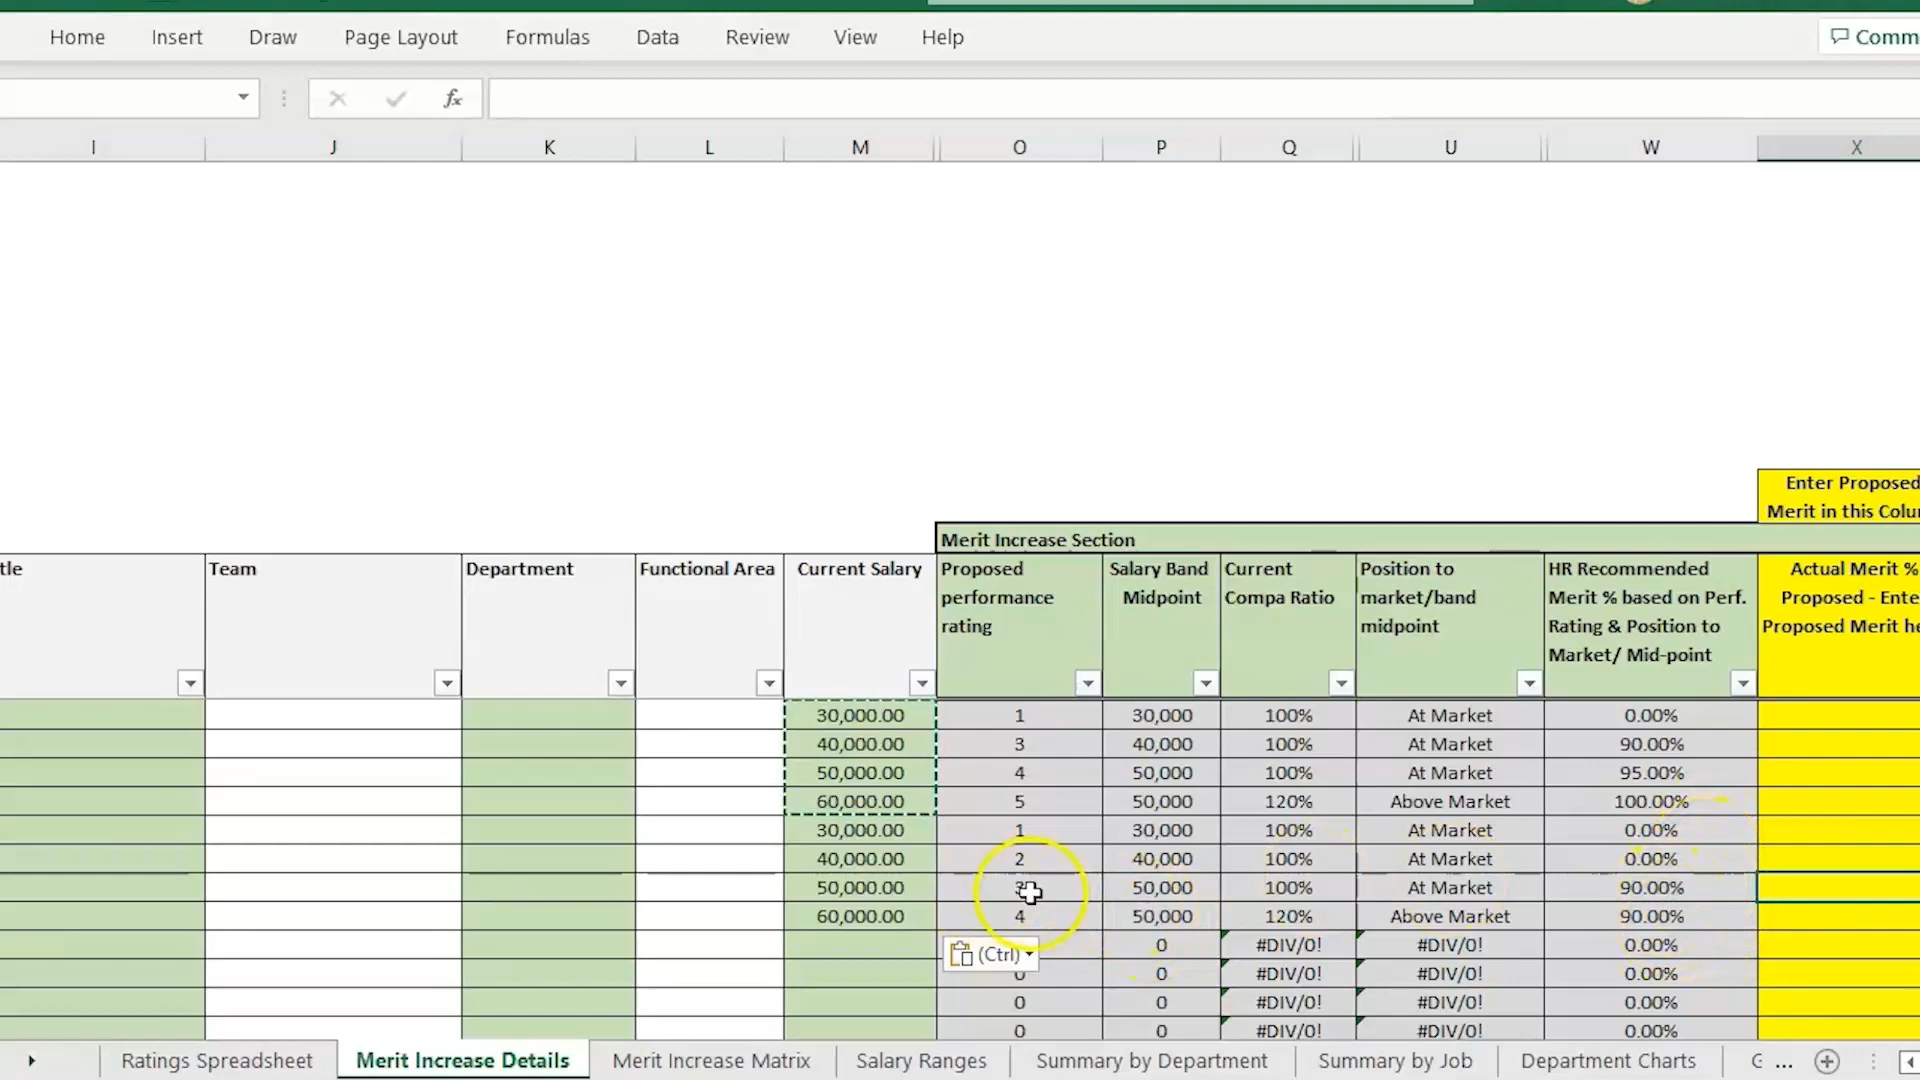 Home Insert Draw Page Layout Formulas Data Review View Help Comm
fx
I J K L M O P Q U W X
Enter Proposed
Merit in this Colu
Merit Increase Section
tle Team Department Functional Area Current Salary Proposed Salary Band Current Position to HR Recommended Actual Merit %
performance Midpoint Compa Ratio market/band Merit % based on Perf. Proposed - Ente
rating midpoint Rating & Position to Proposed Merit he
Market/ Mid-point
30,000.00 1 30,000 100% At Market 0.00%
40,000.00 3 40,000 100% At Market 90.00%
50,000.00 4 50,000 100% At Market 95.00%
60,000.00 5 50,000 120% Above Market 100.00%
30,000.00 1 30,000 100% At Market 0.00%
40,000.00 2 40,000 100% At Market 0.00%
50,000.00 50,000 100% At Market 90.00%
60,000.00 4 50,000 120% Above Market 90.00%
(Ctrl) 0 #DIV/0! #DIV/0! 0.00%
0 0 #DIV/0! #DIV/0! 0.00%
0 0 #DIV/0! #DIV/0! 0.00%
0 0 #DIV/0! #DIV/0! 0.00%
Ratings Spreadsheet Merit Increase Details Merit Increase Matrix Salary Ranges Summary by Department Summary by Job Department Charts ...